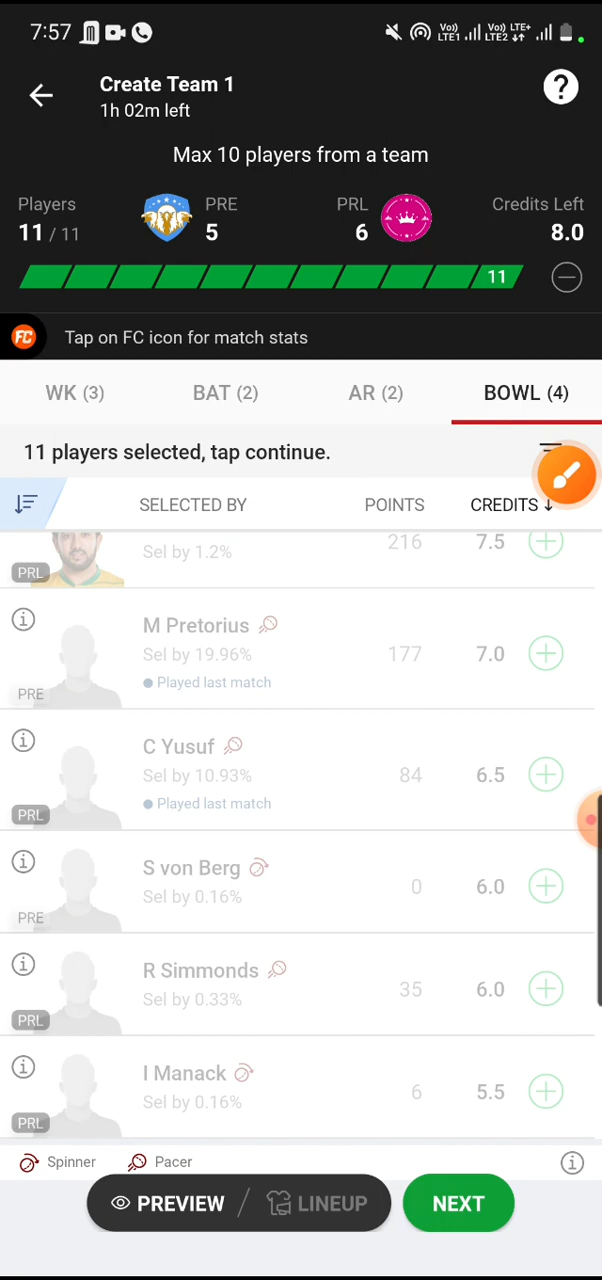 7:57 Vo)) LTE1 Vo)) LTE+ LTE2
Create Team 1
1h 02m left
?
Max 10 players from a team
Players PRE PRL Credits Left
11 / 11 5 6 8.0
11
FC Tap on FC icon for match stats
WK (3) BAT (2) AR (2) BOWL (4)
11 players selected, tap continue.
SELECTED BY POINTS CREDITS ↓
Sel by 1.2% 216 7.5
PRL
M Pretorius
Sel by 19.96% 177 7.0
Played last match
PRE
C Yusuf
Sel by 10.93% 84 6.5
Played last match
PRL
S von Berg
Sel by 0.16% 0 6.0
PRE
R Simmonds
Sel by 0.33% 35 6.0
PRL
I Manack
Sel by 0.16% 6 5.5
PRL
Spinner Pacer
PREVIEW / LINEUP NEXT